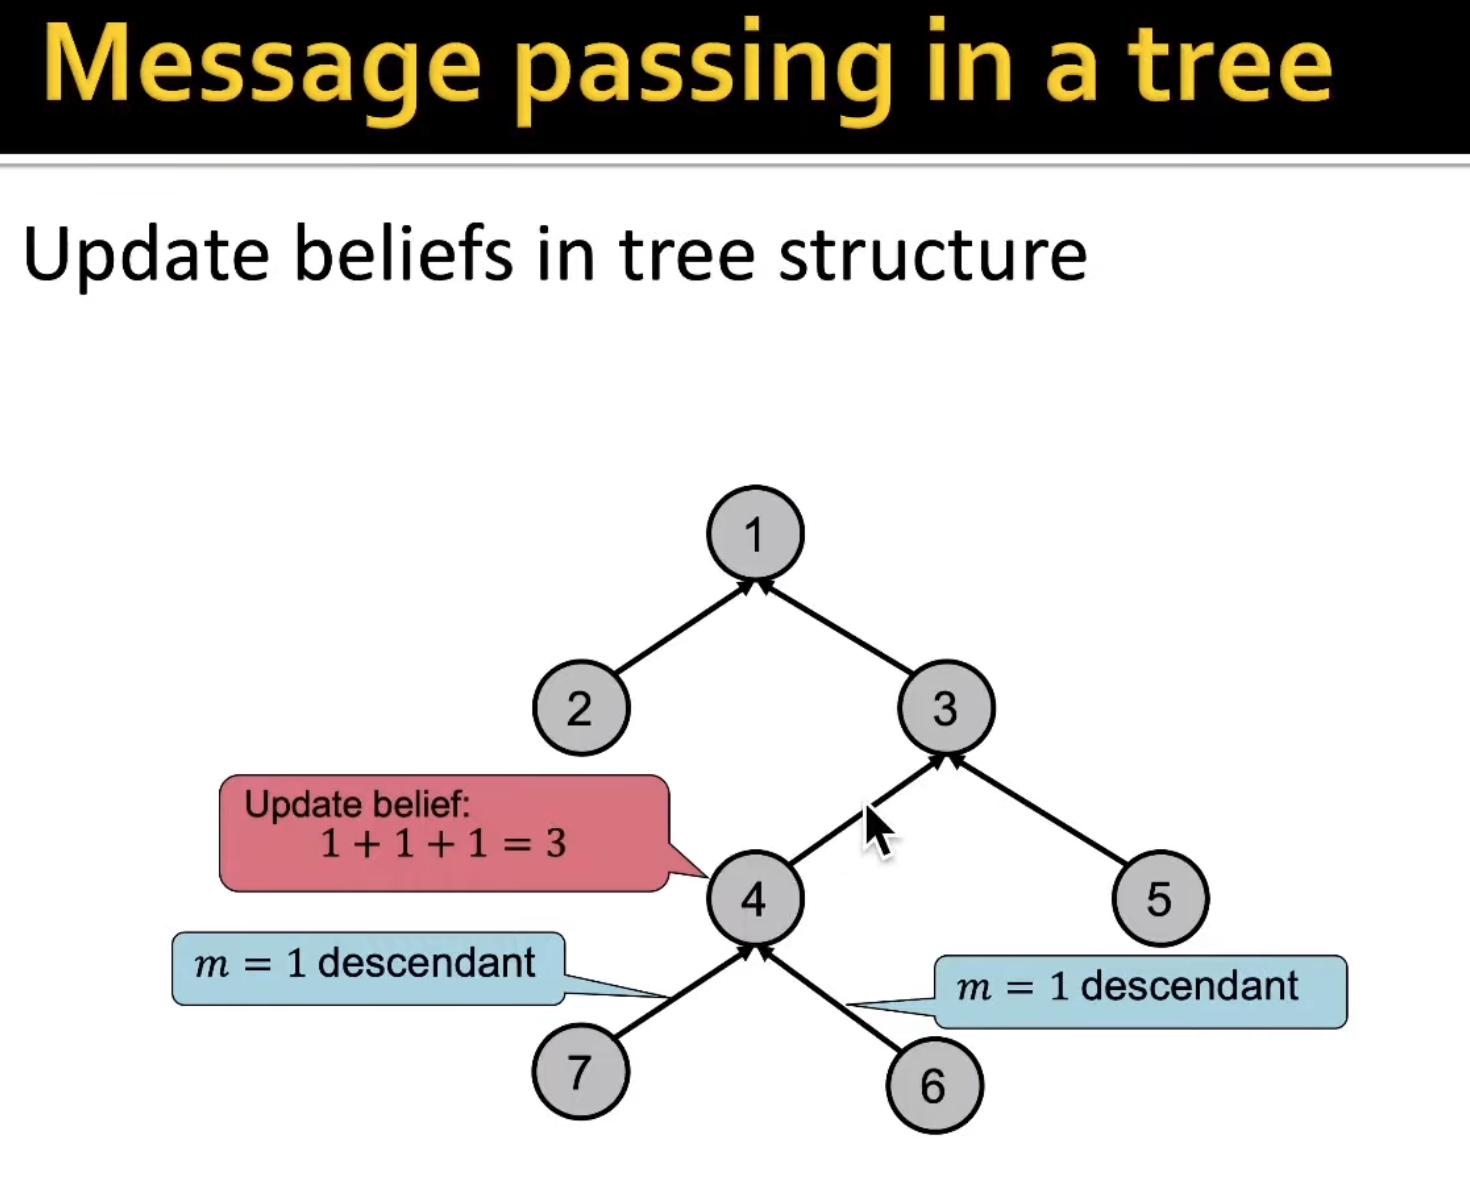 Message passing in a tree
Update beliefs in tree structure
1
2
3
Update belief:
1 + 1 + 1 = 3
4
5
m = 1 descendant
m = 1 descendant
7
6